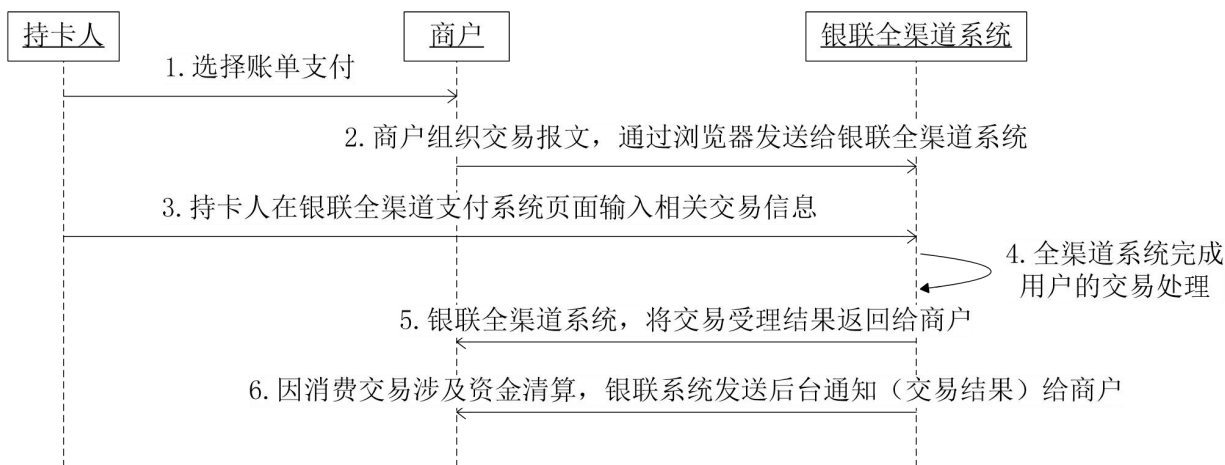 持卡人
商户
银联全渠道系统
1.选择账单支付
2.商户组织交易报文，通过浏览器发送给银联全渠道系统
3.持卡人在银联全渠道支付系统页面输入相关交易信息
4.全渠道系统完成
用户的交易处理
5.银联全渠道系统，将交易受理结果返回给商户
6.因消费交易涉及资金清算，银联系统发送后台通知（交易结果）给商户